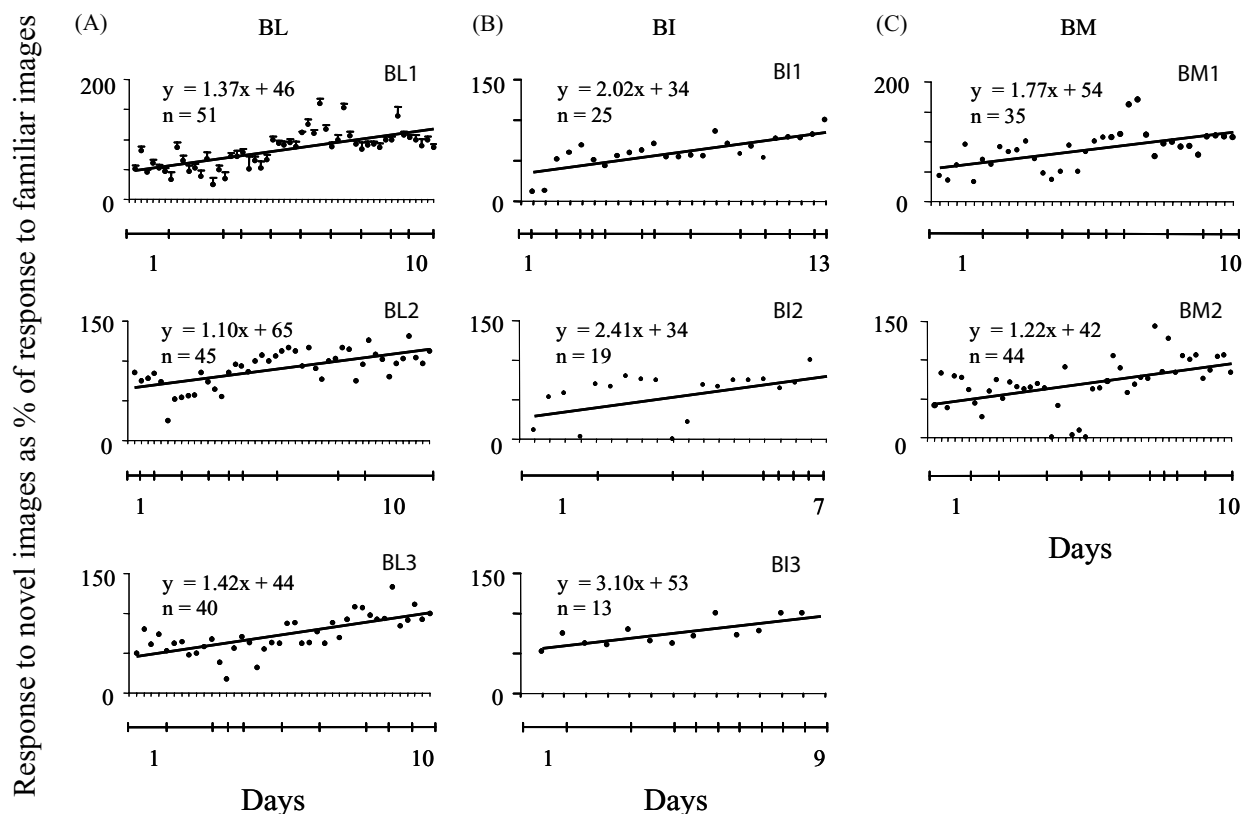 Response to novel images as % of response to familiar images
(A)
BL
BL1
200
y = 1.37x + 46
n = 51
0
1
10
BL2
150
y = 1.10x + 65
n = 45
0
1
10
BL3
150
y = 1.42x + 44
n = 40
0
1
10
Days
(B)
BI
BI1
150
y = 2.02x + 34
n = 25
0
1
13
BI2
150
y = 2.41x + 34
n = 19
0
1
7
BI3
150
y = 3.10x + 53
n = 13
0
1
9
Days
(C)
BM
BM1
200
y = 1.77x + 54
n = 35
0
1
10
BM2
150
y = 1.22x + 42
n = 44
0
1
10
Days